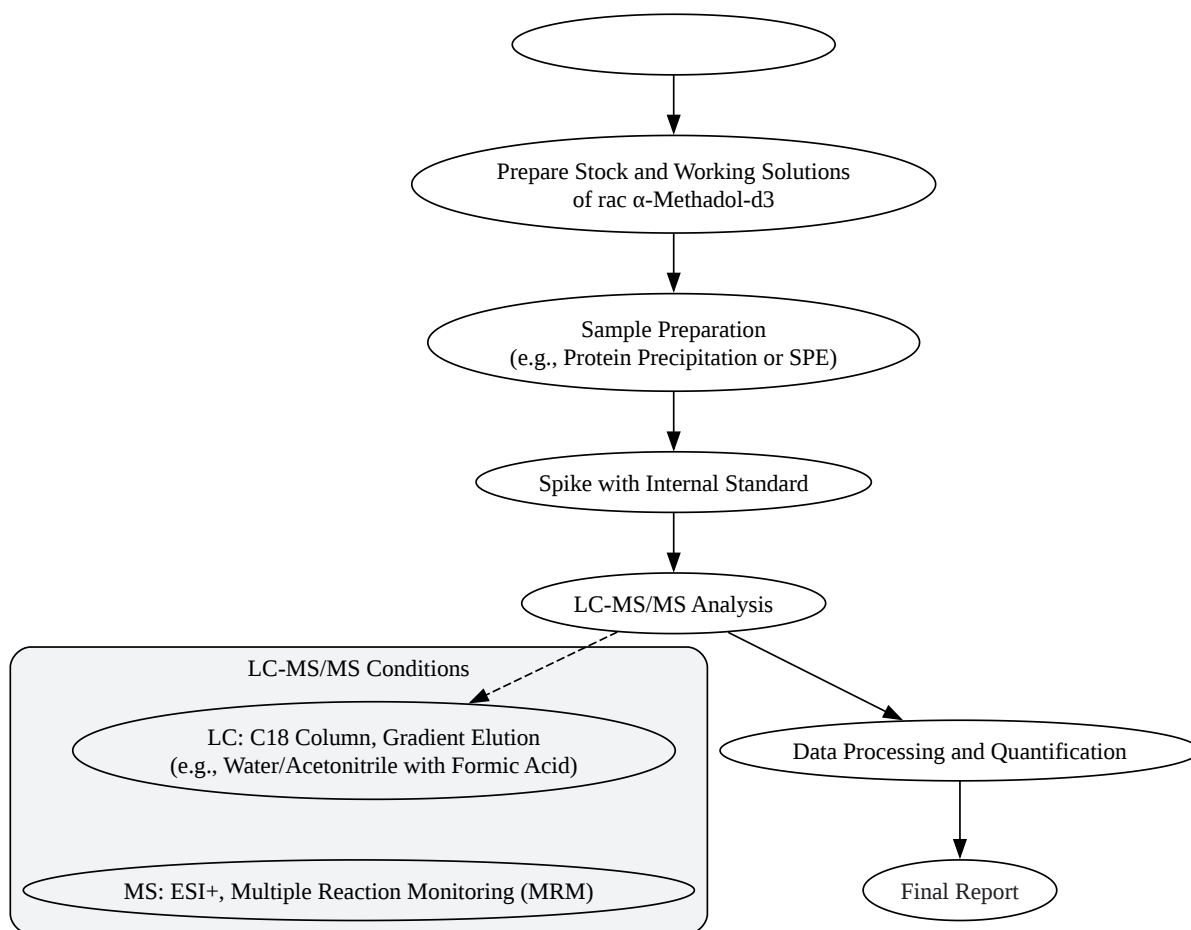 Prepare Stock and Working Solutions
of rac α-Methadol-d3
Sample Preparation
(e.g., Protein Precipitation or SPE)
Spike with Internal Standard
LC-MS/MS Analysis
LC-MS/MS Conditions
LC: C18 Column, Gradient Elution
(e.g., Water/Acetonitrile with Formic Acid)
Data Processing and Quantification
MS: ESI+, Multiple Reaction Monitoring (MRM)
Final Report